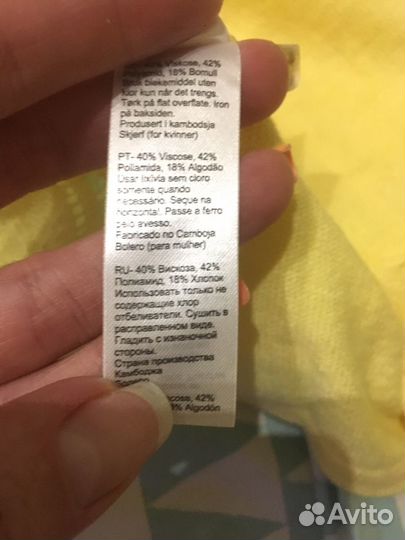 40% Viskose, 42%
18% Bomull
blekemiddel uten
klor kun når det trengs.
Tørk på flat overflate. Iron
på baksiden.
Produsert i kambodsja
Skjerf (for kvinner)
PT- 40% Viscose, 42%
Poliamida, 18% Algodão
Usar lixívia sem cloro
somente quando
necessário. Seque na
horizontal. Passe a ferro
pelo avesso.
Fabricado no Camboja
Bolero (para mulher)
RU- 40% Вискоза, 42%
Полиамид, 18% Хлопок
Использовать только не
содержащие хлор
отбеливатели. Сушить в
расправленном виде.
Гладить с изнаночной
стороны.
Страна производства
Камбоджа
Болеро
42%
18% Algodón
Avito